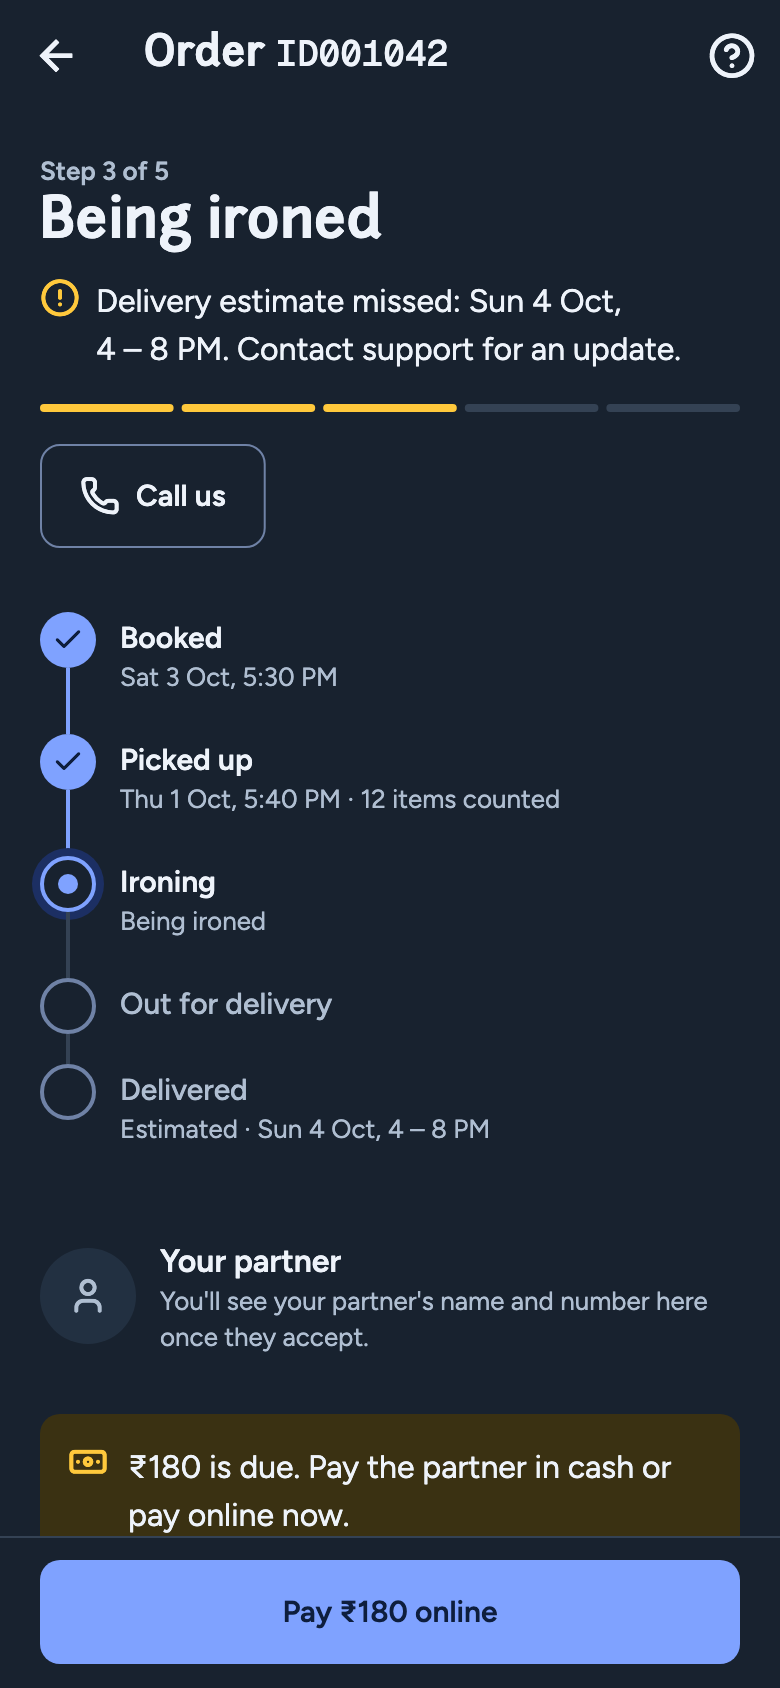 Order ID001042
Step 3 of 5
Being ironed
Delivery estimate missed: Sun 4 Oct,
4 – 8 PM. Contact support for an update.
Call us
Booked
Sat 3 Oct, 5:30 PM
Picked up
Thu 1 Oct, 5:40 PM · 12 items counted
Ironing
Being ironed
Out for delivery
Delivered
Estimated · Sun 4 Oct, 4 – 8 PM
Your partner
You'll see your partner's name and number here
once they accept.
₹180 is due. Pay the partner in cash or
pay online now.
Pay ₹180 online